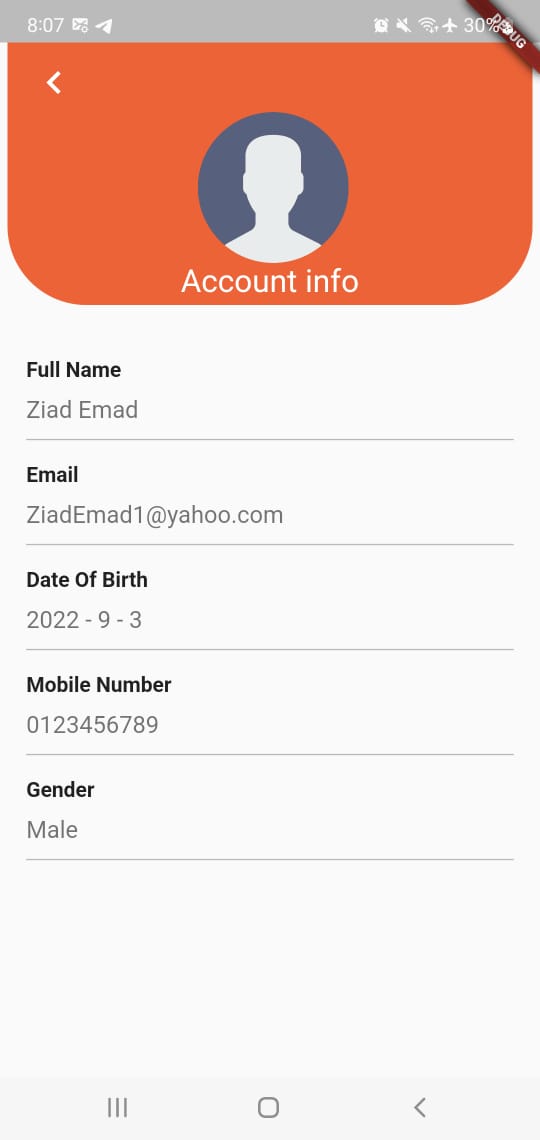 8:07
30%
DEBUG
Account info
Full Name
Ziad Emad
Email
ZiadEmad1@yahoo.com
Date Of Birth
2022 - 9 - 3
Mobile Number
0123456789
Gender
Male